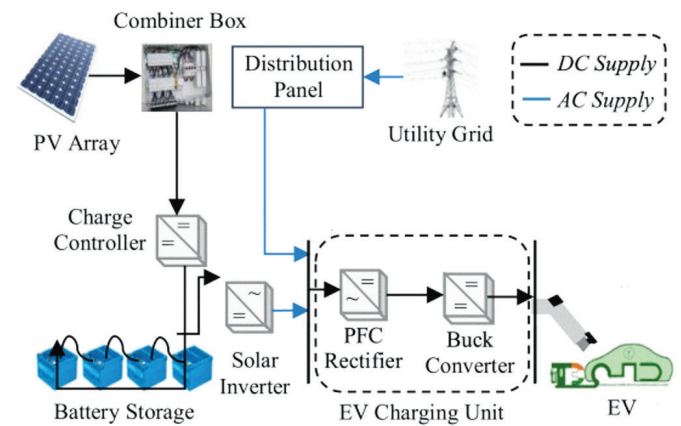 Combiner Box
Distribution
Panel
DC Supply
AC Supply
PV Array
Utility Grid
Charge
Controller
Solar
Inverter
PFC
Rectifier
Buck
Converter
Battery Storage
EV Charging Unit
EV